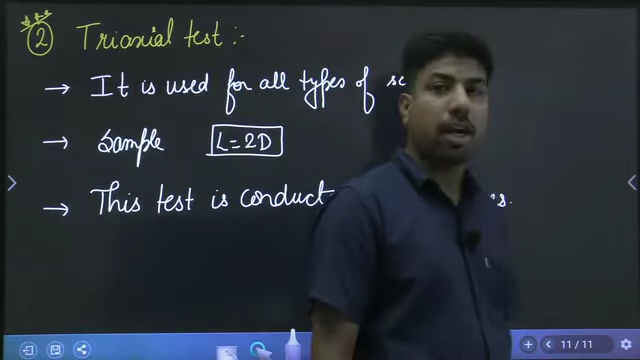 ② Triaxial test :-
→ It is used for all types of
→ Sample L = 2D
→ This test is conduct
11 / 11